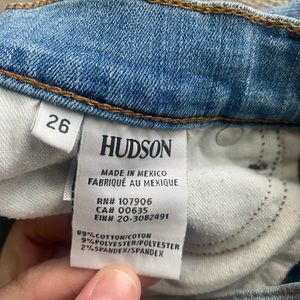 26
HUDSON
MADE IN MEXICO
FABRIQUÉ AU MEXIQUE
RN# 107906
CA# 00635
EIN# 20-3082491
89% COTTON/COTON
9% POLYESTER/POLYESTER
2% SPANDEX/SPANDEX